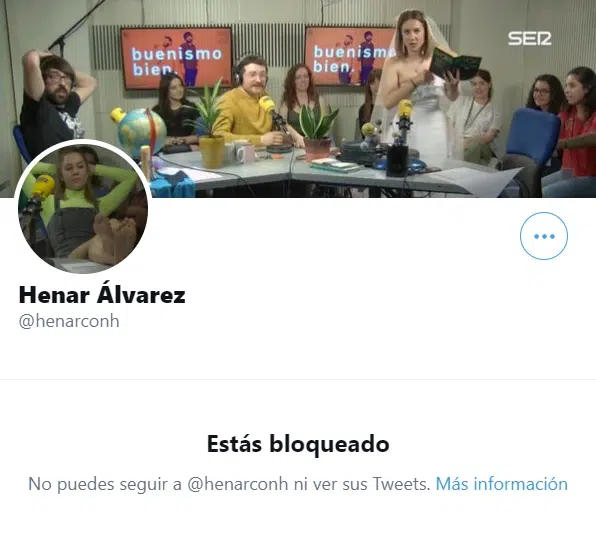 buenismo
bien.
buenismo
bien.
SER
Henar Álvarez
@henarconh
Estás bloqueado
No puedes seguir a @henarconh ni ver sus Tweets. Más información